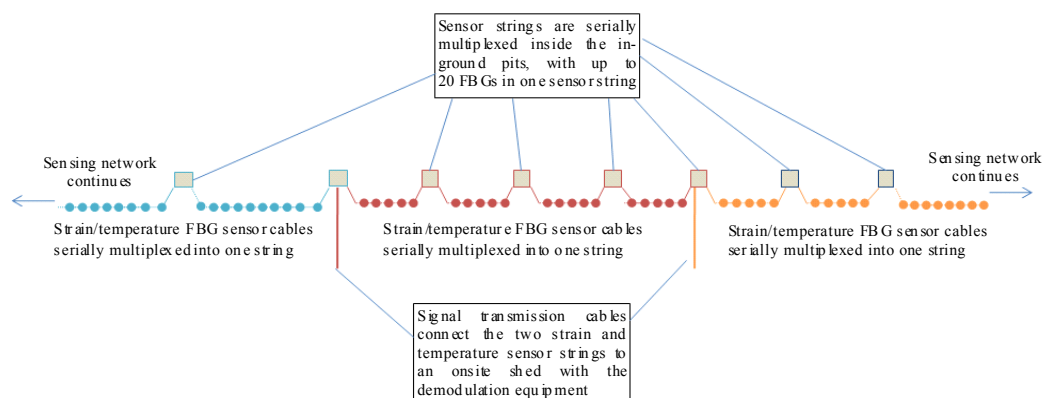 Sensor strings are serially
multiplexed inside the in-
ground pits, with up to
20 FBGs in one sensor string
Sensing network
continues
Sensing network
continues
Strain/temperature FBG sensor cables
serially multiplexed into one string
Strain/temperature FBG sensor cables
serially multiplexed into one string
Strain/temperature FBG sensor cables
serially multiplexed into one string
Signal transmission cables
connect the two strain and
temperature sensor strings to
an onsite shed with the
demodulation equipment